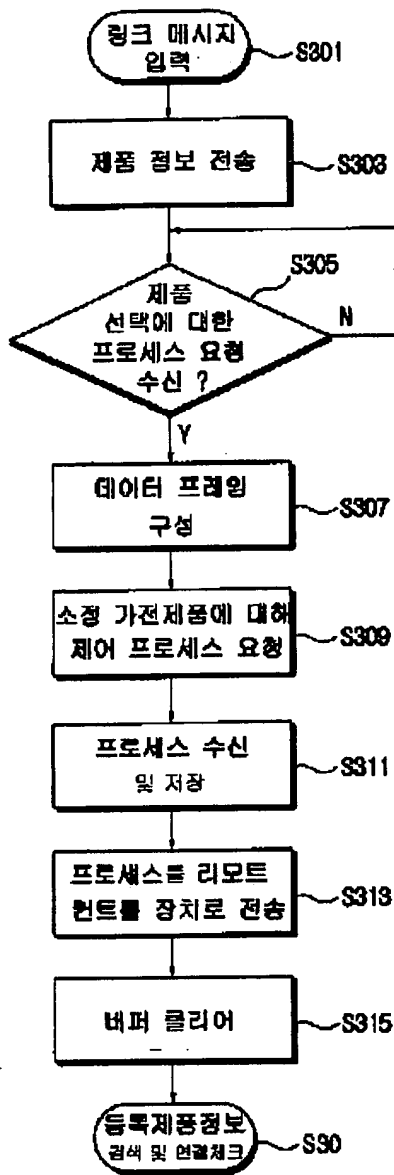 링크 메시지
입력
S301
제품 정보 전송
S303
S305
제품
선택에 대한
프로세스 요청
수신 ?
N
Y
데이터 프레임
구성
S307
소정 가전제품에 대해
제어 프로세스 요청
S309
프로세스 수신
및 저장
S311
프로세스를 리모트
컨트롤 장치로 전송
S313
버퍼 클리어
S315
등록제품정보
검색 및 연결체크
S30